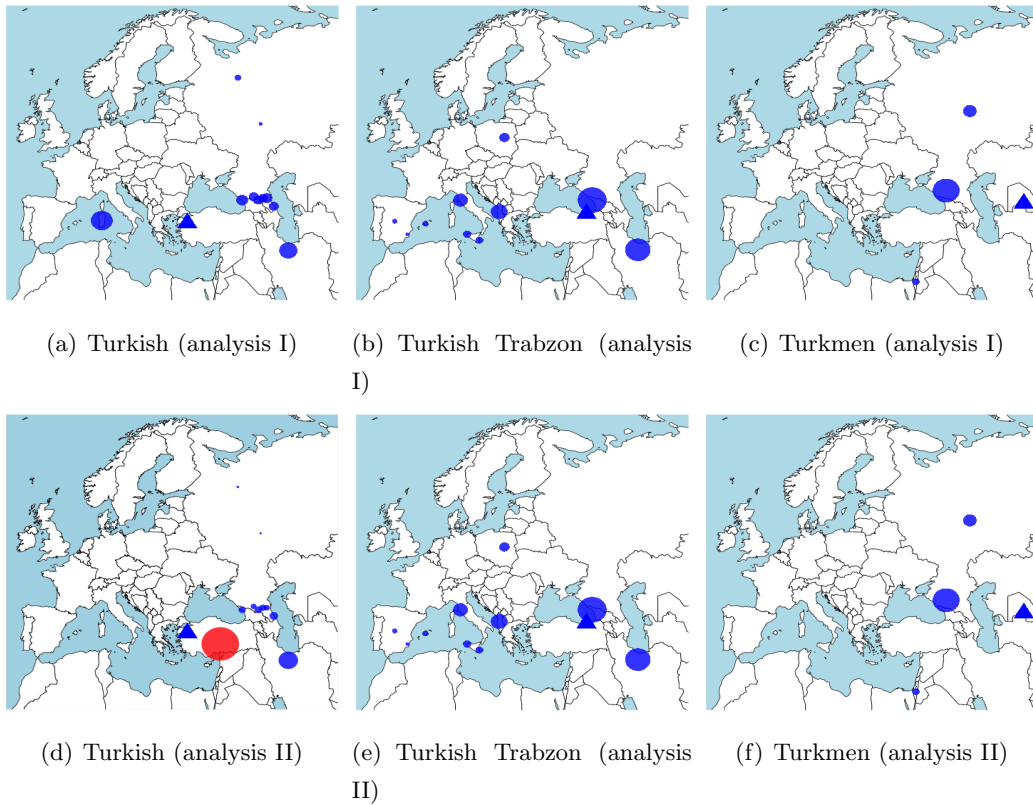 (a) Turkish (analysis I)
(b) Turkish Trabzon (analysis
I)
(c) Turkmen (analysis I)
(d) Turkish (analysis II)
(e) Turkish Trabzon (analysis
II)
(f) Turkmen (analysis II)